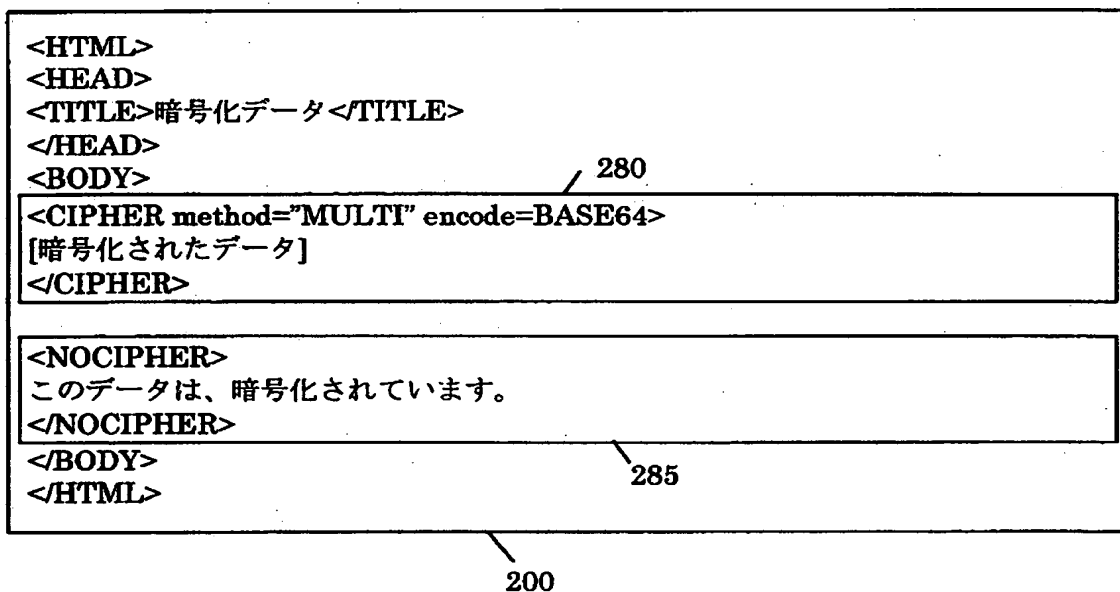 <HTML>
<HEAD>
<TITLE>暗号化データ</TITLE>
</HEAD>
<BODY>
280
<CIPHER method=”MULTI” encode=BASE64>
[暗号化されたデータ]
</CIPHER>
<NOCIPHER>
このデータは、暗号化されています。
</NOCIPHER>
</BODY>
285
</HTML>
200